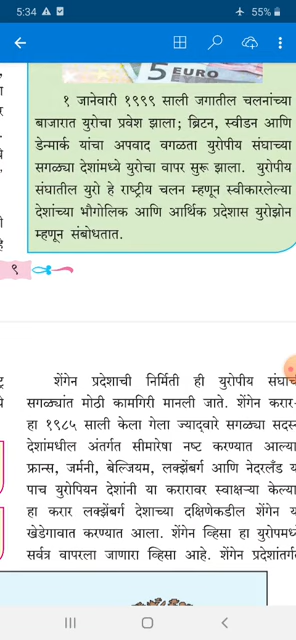 5:34
55%
5 EURO
१ जानेवारी १९९९ साली जगातील चलनांच्या
बाजारात युरोचा प्रवेश झाला; ब्रिटन, स्वीडन आणि
डेन्मार्क यांचा अपवाद वगळता युरोपीय संघाच्या
सगळ्या देशांमध्ये युरोचा वापर सुरू झाला. युरोपीय
संघातील युरो हे राष्ट्रीय चलन म्हणून स्वीकारलेल्या
देशांच्या भौगोलिक आणि आर्थिक प्रदेशास युरोझोन
म्हणून संबोधतात.
९
शेंगेन प्रदेशाची निर्मिती ही युरोपीय
सगळ्यांत मोठी कामगिरी मानली जाते. शेंगेन करार
हा १९८५ साली केला गेला ज्याद्वारे सगळ्या
देशांमधील अंतर्गत सीमारेषा नष्ट करण्यात आल्या
फ्रान्स, जर्मनी, बेल्जियम, लक्झेंबर्ग आणि नेदरलँड
पाच युरोपियन देशांनी या करारावर स्वाक्षऱ्या
हा करार लक्झेंबर्ग देशाच्या दक्षिणेकडील शेंगेन
खेडेगावात करण्यात आला. शेंगेन व्हिसा हा
सर्वत्र वापरला जाणारा व्हिसा आहे. शेंगेन